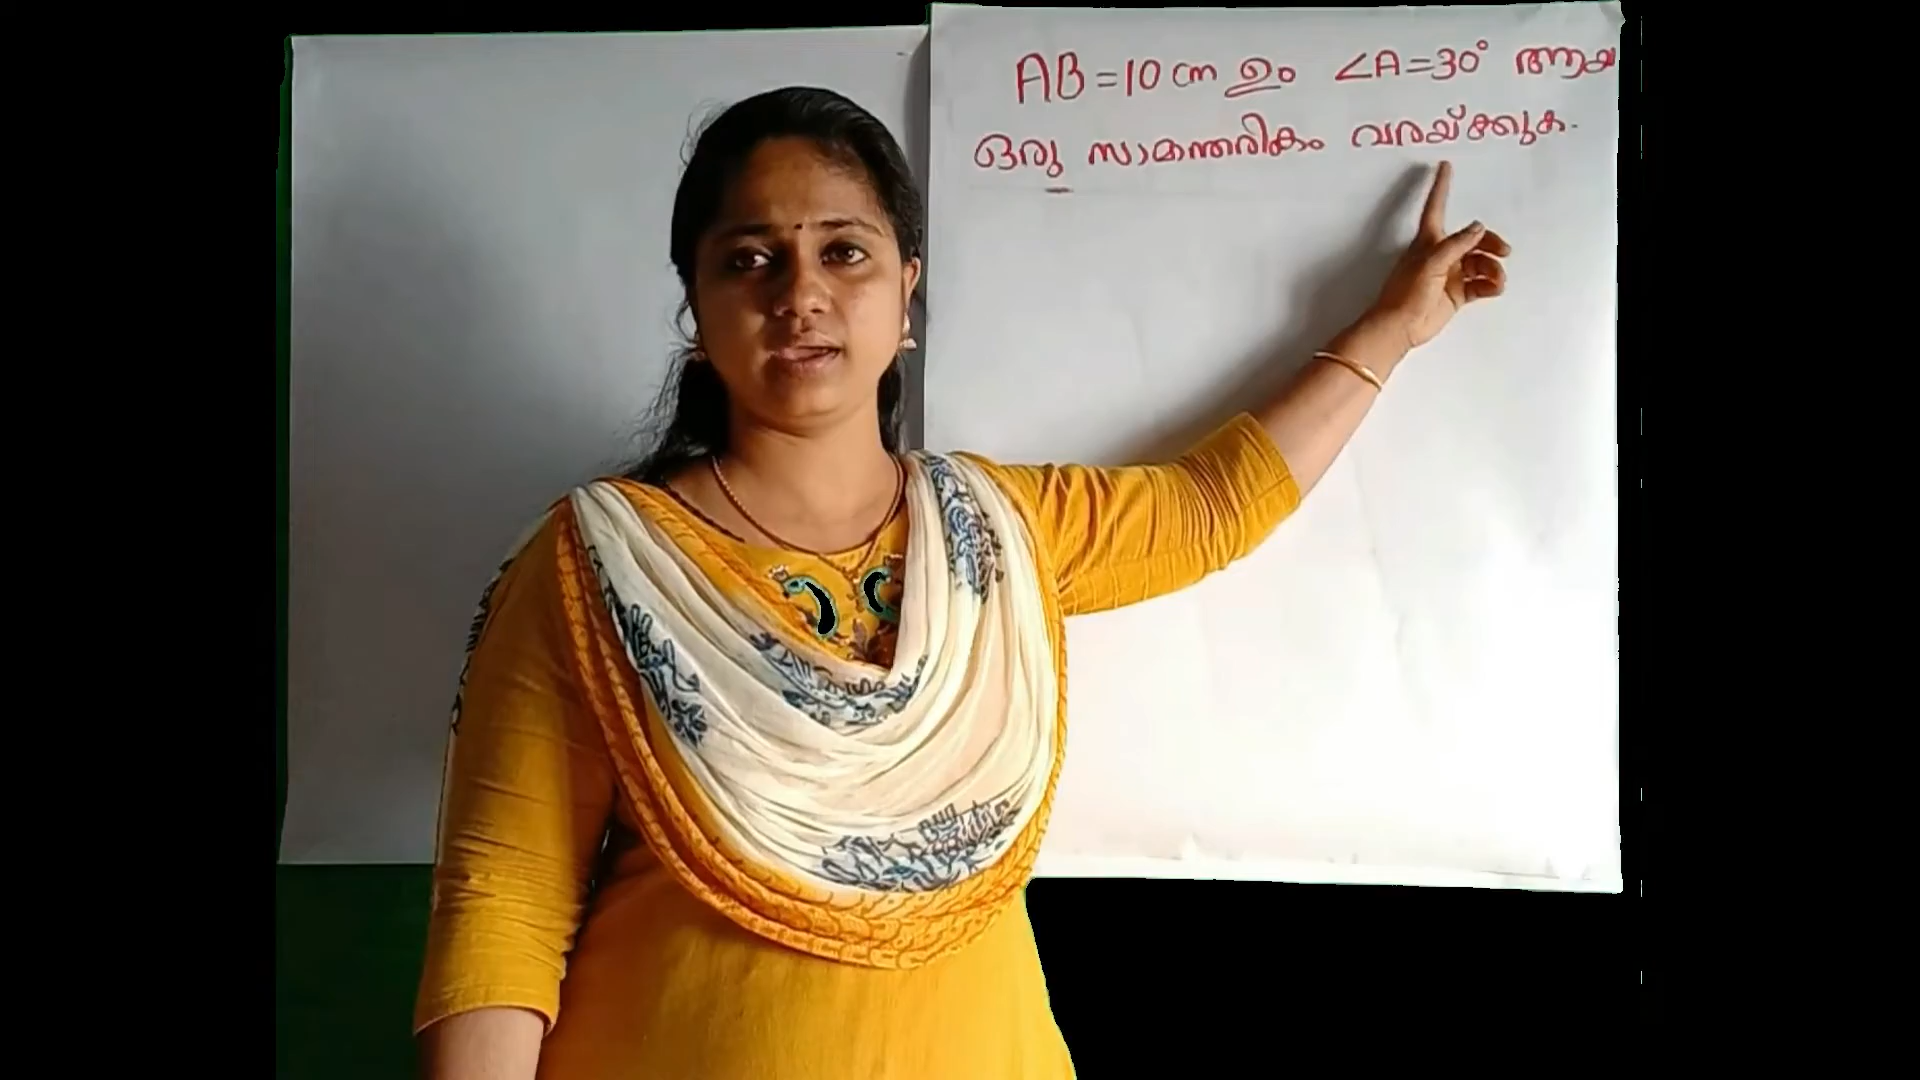 AB = 10 cm ഉം ∠A = 30° ആയ
ഒരു സാമാന്തരികം വരയ്ക്കുക.